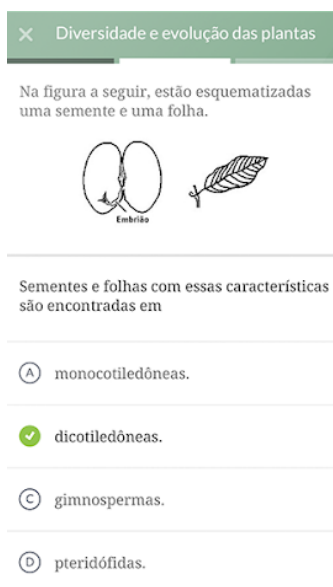 Diversidade e evolução das plantas
Na figura a seguir, estão esquematizadas
uma semente e uma folha.
Embrião
Sementes e folhas com essas características
são encontradas em
A monocotiledôneas.
dicotiledôneas.
C gimnospermas.
D pteridófidas.